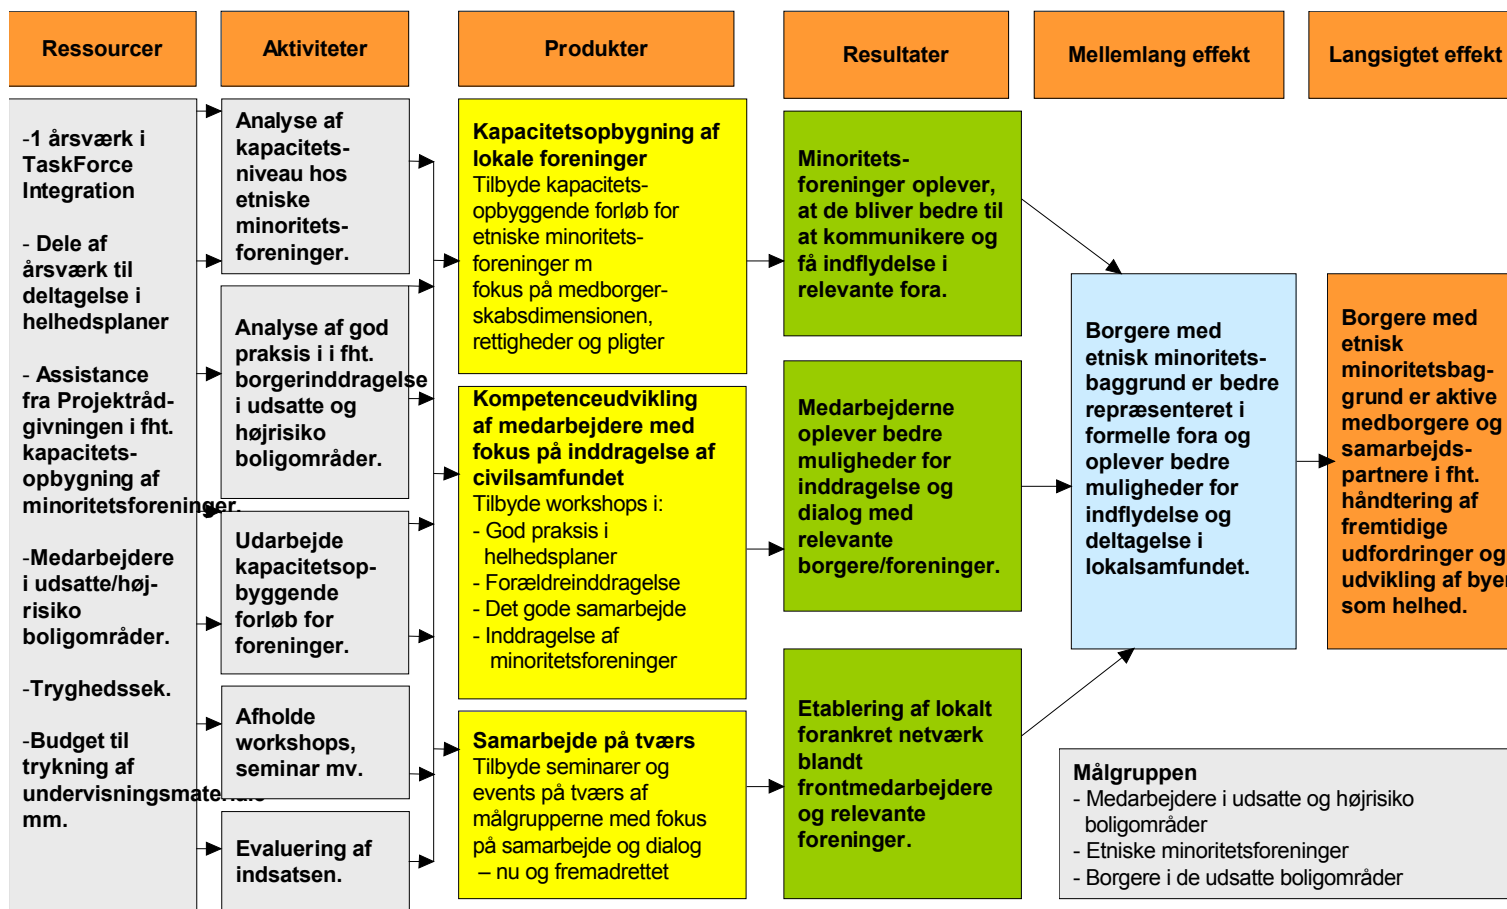 Ressourcer
Aktiviteter
Produkter
Resultater
Mellemlang effekt
Langsigtet effekt
-1 årsværk i
TaskForce
Integration
- Dele af
årsværk til
deltagelse i
helhedsplaner
- Assistance
fra Projektråd-
givningen i fht.
kapacitets-
opbygning af
minoritetsforeninger.
-Medarbejdere
i udsatte/høj-
risiko
boligområder.
-Tryghedssek.
-Budget til
trykning af
undervisningsmateriale
mm.
Analyse af
kapacitets-
niveau hos
etniske
minoritets-
foreninger.
Analyse af god
praksis i i fht.
borgerinddragelse
i udsatte og
højrisiko
boligområder.
Udarbejde
kapacitetsop-
byggende
forløb for
foreninger.
Afholde
workshops,
seminar mv.
Evaluering af
indsatsen.
Kapacitetsopbygning af
lokale foreninger
Tilbyde kapacitets-
opbyggende forløb for
etniske minoritets-
foreninger m
fokus på medborger-
skabsdimensionen,
rettigheder og pligter
Kompetenceudvikling
af medarbejdere med
fokus på inddragelse af
civilsamfundet
Tilbyde workshops i:
- God praksis i
helhedsplaner
- Forældreinddragelse
- Det gode samarbejde
- Inddragelse af
minoritetsforeninger
Samarbejde på tværs
Tilbyde seminarer og
events på tværs af
målgrupperne med fokus
på samarbejde og dialog
– nu og fremadrettet
Minoritets-
foreninger oplever,
at de bliver bedre til
at kommunikere og
få indflydelse i
relevante fora.
Medarbejderne
oplever bedre
muligheder for
inddragelse og
dialog med
relevante
borgere/foreninger.
Etablering af lokalt
forankret netværk
blandt
frontmedarbejdere
og relevante
foreninger.
Borgere med
etnisk minoritets-
baggrund er bedre
repræsenteret i
formelle fora og
oplever bedre
muligheder for
indflydelse og
deltagelse i
lokalsamfundet.
Borgere med
etnisk
minoritetsbag-
grund er aktive
medborgere og
samarbejds-
partnere i fht.
håndtering af
fremtidige
udfordringer og
udvikling af byen
som helhed.
Målgruppen
- Medarbejdere i udsatte og højrisiko
boligområder
- Etniske minoritetsforeninger
- Borgere i de udsatte boligområder